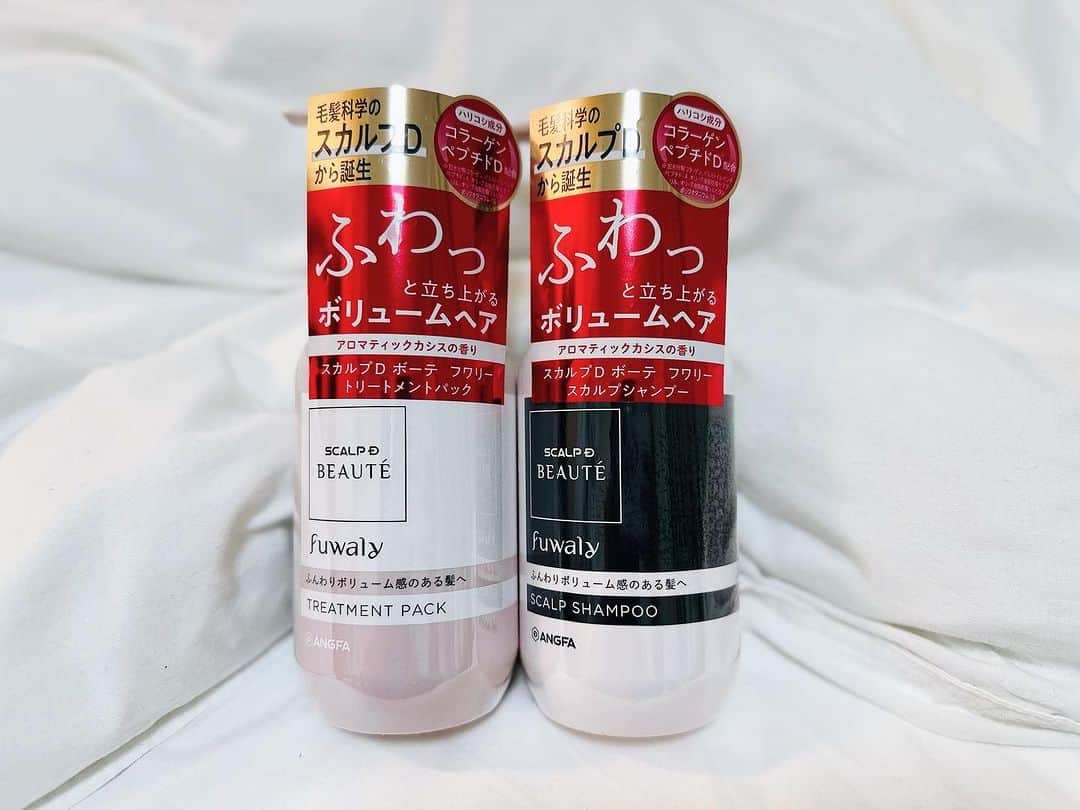 毛髪科学の
スカルプD
から誕生
ハリコシ成分
コラーゲン
ペプチドD配合
ふわっ
と立ち上がる
ボリュームヘア
アロマティックカシスの香り
スカルプD ボーテ フワリー
トリートメントパック
SCALP D
BEAUTÉ
fuwaly
ふんわりボリューム感のある髪へ
TREATMENT PACK
ANGFA
毛髪科学の
スカルプD
から誕生
ハリコシ成分
コラーゲン
ペプチドD配合
ふわっ
と立ち上がる
ボリュームヘア
アロマティックカシスの香り
スカルプD ボーテ フワリー
スカルプシャンプー
SCALP D
BEAUTÉ
fuwaly
ふんわりボリューム感のある髪へ
SCALP SHAMPOO
ANGFA